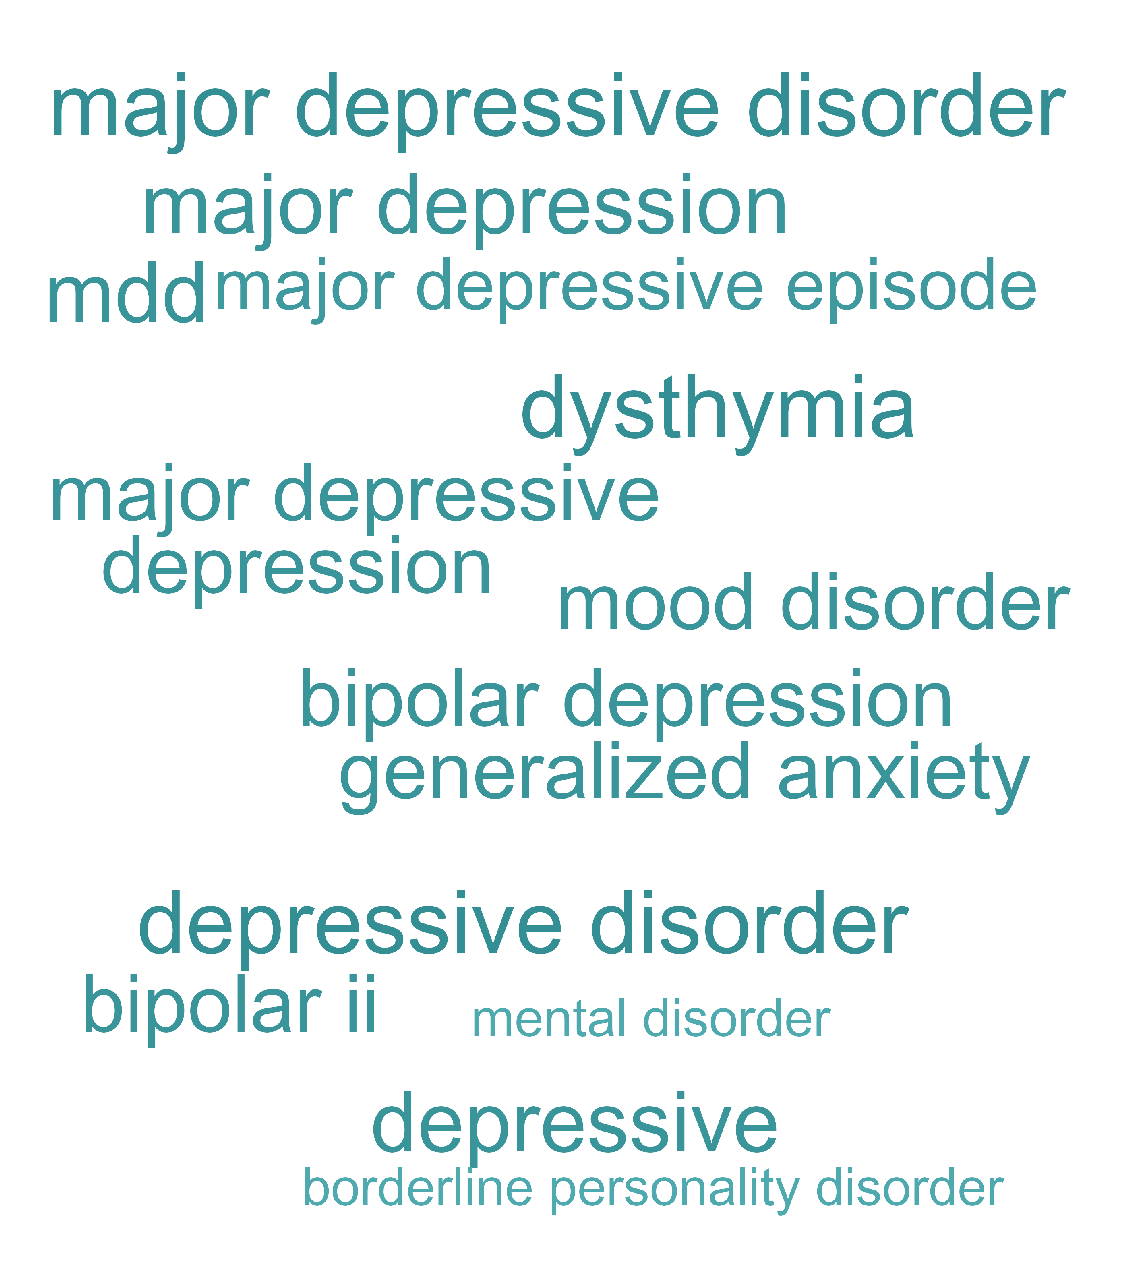 major depressive disorder
major depression
mdd major depressive episode
dysthymia
major depressive
depression
mood disorder
bipolar depression
generalized anxiety
depressive disorder
bipolar ii
mental disorder
depressive
borderline personality disorder